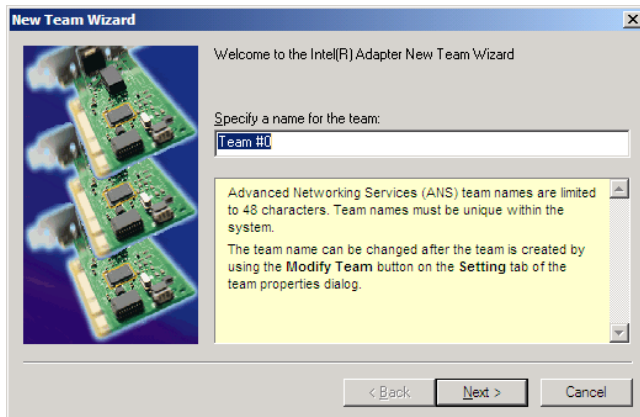 New Team Wizard
Welcome to the Intel(R) Adapter New Team Wizard
Specify a name for the team:
Team #0
Advanced Networking Services (ANS) team names are limited
to 48 characters. Team names must be unique within the
system.
The team name can be changed after the team is created by
using the Modify Team button on the Setting tab of the
team properties dialog.
< Back
Next >
Cancel